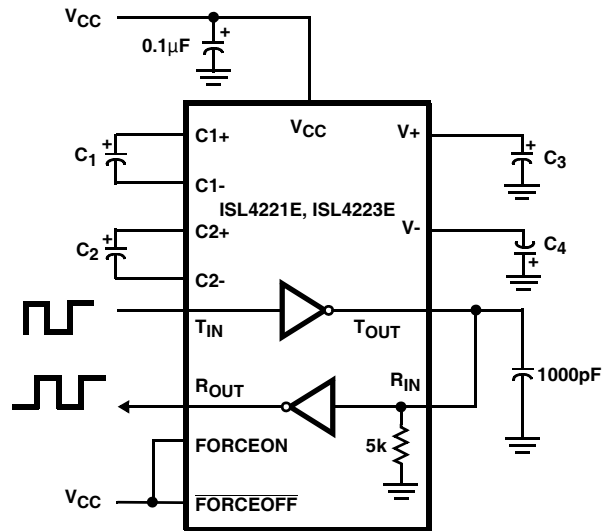 VCC
+
0.1µF
VCC
C1+
V+
+
C1
C1-
+
C3
ISL4221E, ISL4223E
C2+
V-
+
C2
C2-
C4
+
TIN
TOUT
ROUT
RIN
1000pF
5k
FORCEON
VCC
FORCEOFF